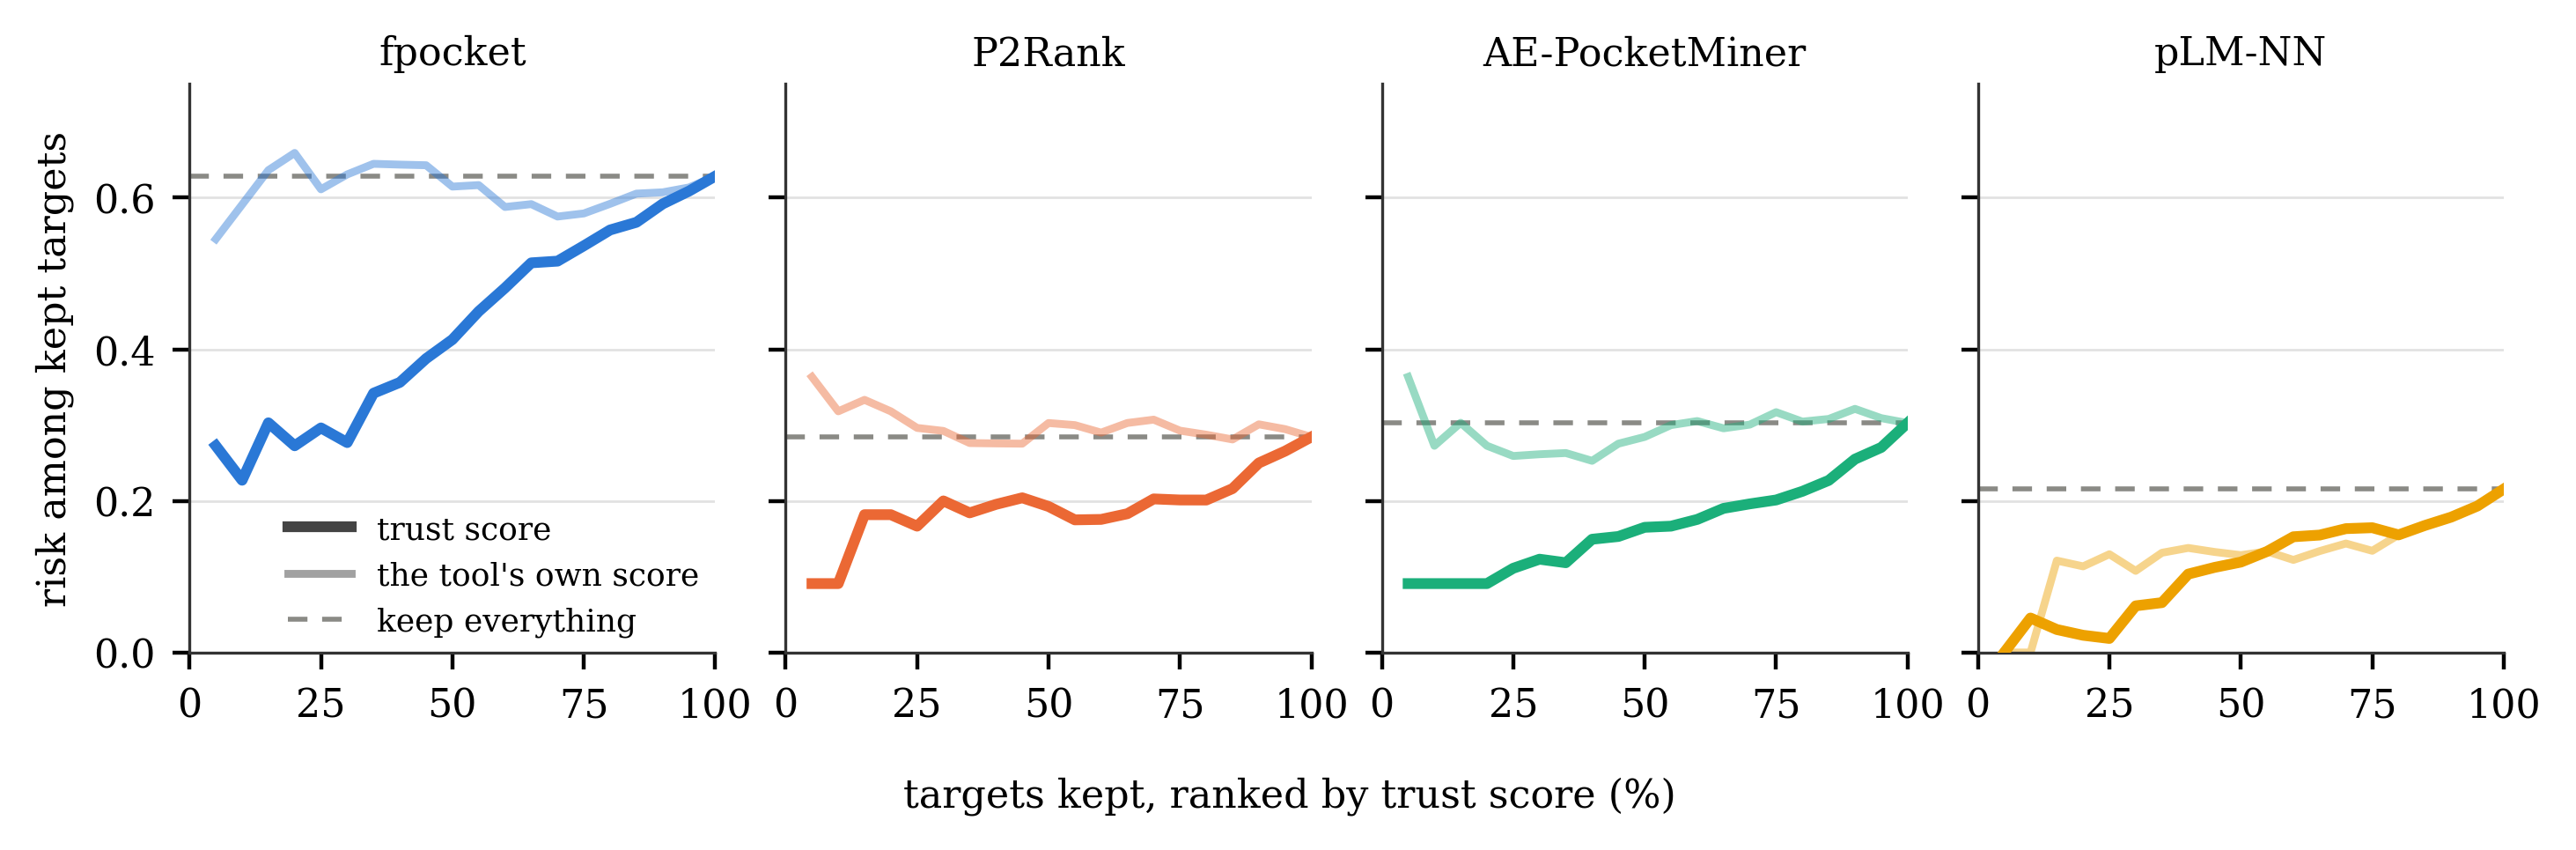 fpocket
P2Rank
AE-PocketMiner
pLM-NN
risk among kept targets
0.6
0.4
0.2
0.0
trust score
the tool's own score
keep everything
0 25 50 75 100
0 25 50 75 100
0 25 50 75 100
0 25 50 75 100
targets kept, ranked by trust score (%)